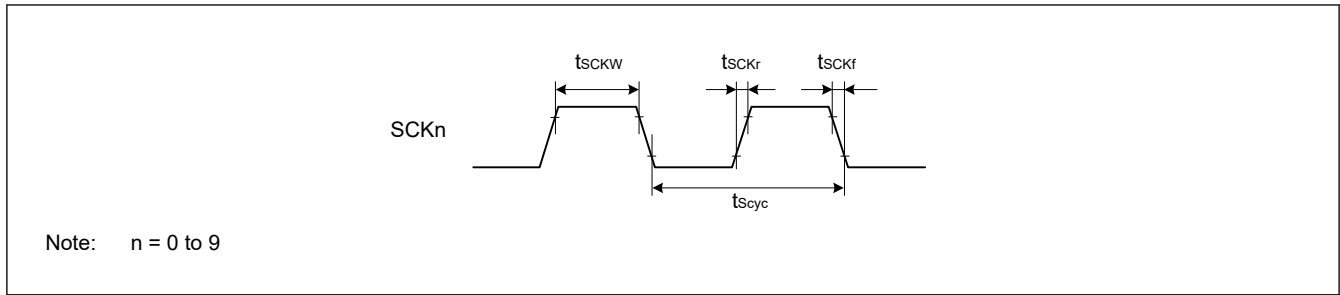 tSCKW tSCKr tSCKf
SCKn
tScyc
Note: n = 0 to 9